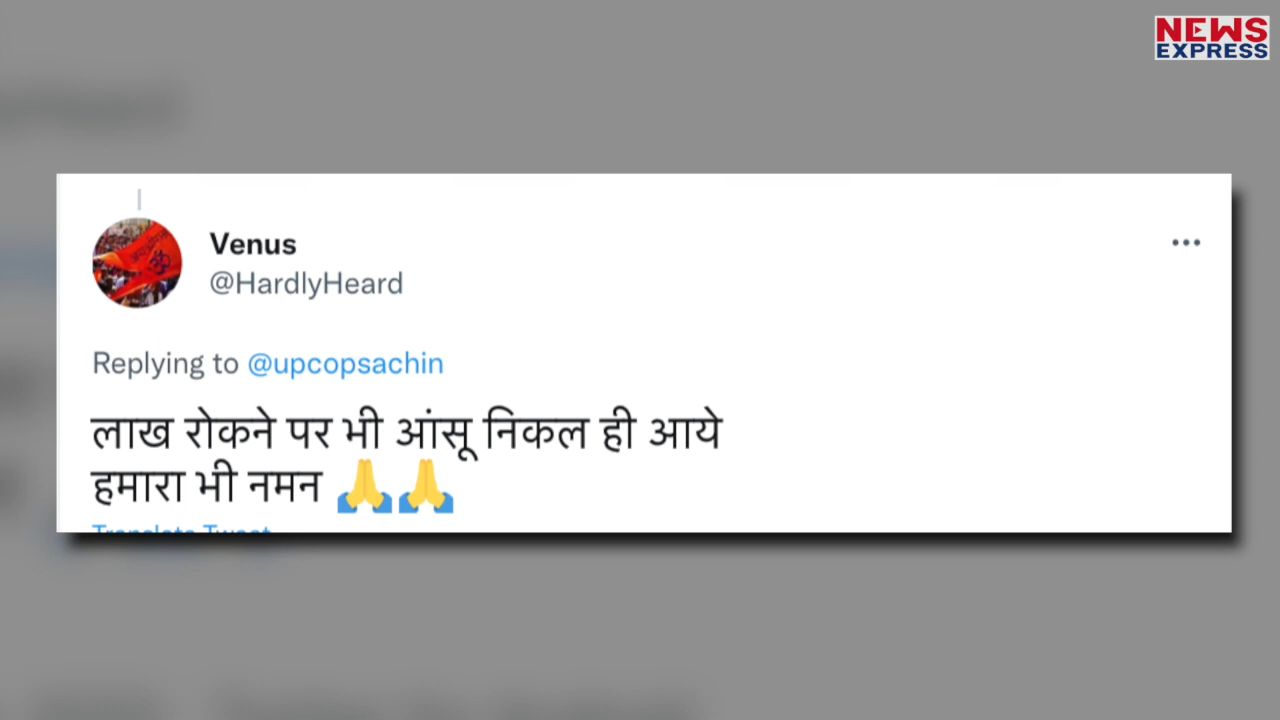 NEWS
EXPRESS
Venus
@HardlyHeard
Replying to @upcopsachin
लाख रोकने पर भी आंसू निकल ही आये
हमारा भी नमन 🙏🙏
Translate Tweet